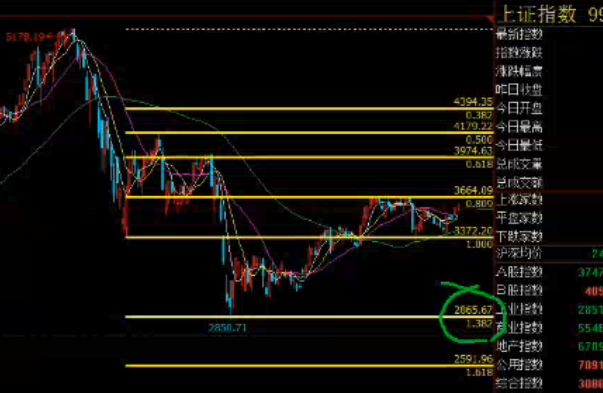 上证指数 99
5178.19
最新指数
指数涨跌
涨跌幅度
昨日收盘
4394.35
0.382
今日开盘
4179.22
今日最高
0.500
今日最低
3974.63
0.618
总成交量
总成交额
3664.09
上涨家数
0.809
平盘家数
3372.20
下跌家数
1.000
沪深均价 24
A股指数 3747
B股指数 409
2865.67
工业指数 2851
1.382
2850.71
商业指数 5546
地产指数 6789
2591.96
公用指数 7091
1.618
综合指数 3080